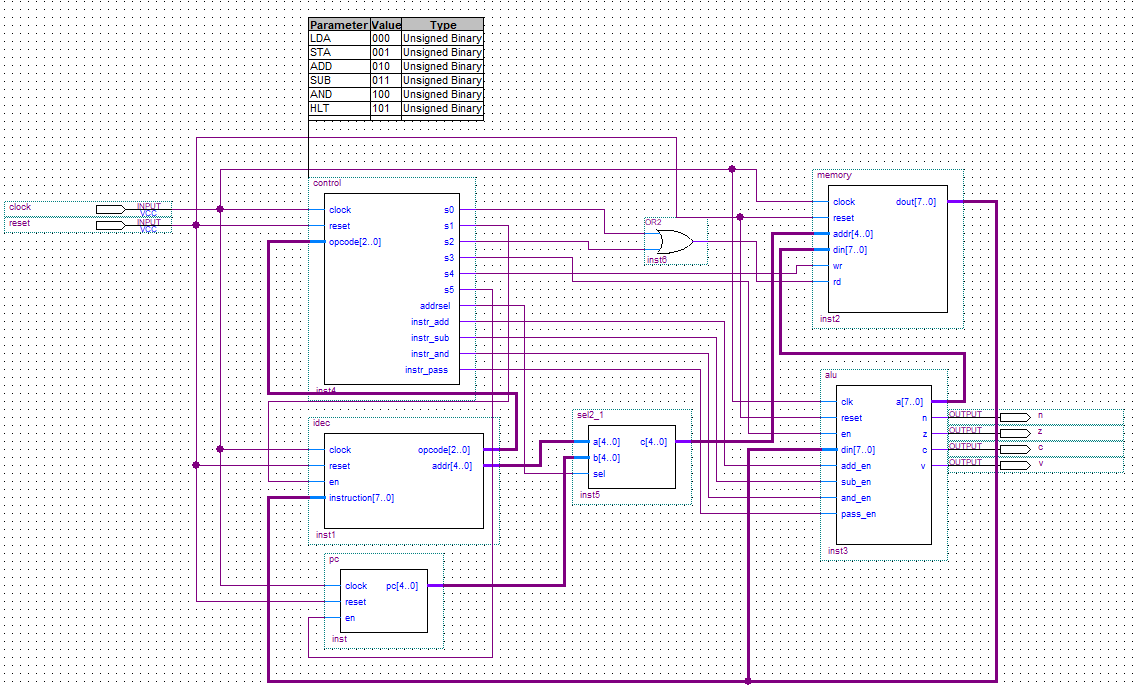 Parameter Value Type
LDA 000 Unsigned Binary
STA 001 Unsigned Binary
ADD 010 Unsigned Binary
SUB 011 Unsigned Binary
AND 100 Unsigned Binary
HLT 101 Unsigned Binary
clock INPUT
VCC
reset INPUT
VCC
control
clock s0
reset s1
opcode[2..0] s2
s3
s4
s5
addrsel
instr_add
instr_sub
instr_and
instr_pass
inst4
OR2
inst6
memory
clock dout[7..0]
reset
addr[4..0]
din[7..0]
wr
rd
inst2
idec
clock opcode[2..0]
reset addr[4..0]
en
instruction[7..0]
inst1
sel2_1
a[4..0] c[4..0]
b[4..0]
sel
inst5
alu
clk a[7..0]
reset n
en z
din[7..0] c
add_en v
sub_en
and_en
pass_en
inst3
OUTPUT n
OUTPUT z
OUTPUT c
OUTPUT v
pc
clock pc[4..0]
reset
en
inst